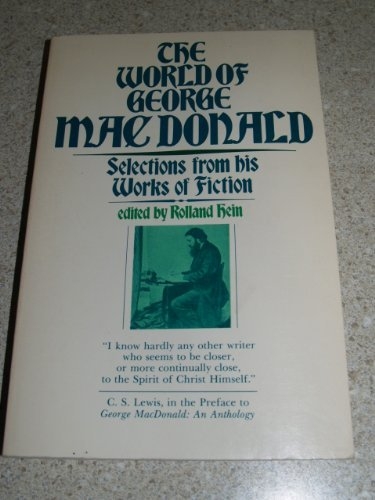 The
World of
George
MacDonald
Selections from his
Works of Fiction
edited by Rolland Hein
"I know hardly any other writer
who seems to be closer,
or more continually close,
to the Spirit of Christ Himself."
C. S. Lewis, in the Preface to
George MacDonald: An Anthology